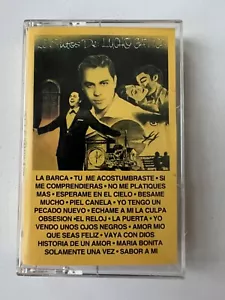 DE LUCHO GATICA
LA BARCA • TU ME ACOSTUMBRASTE • SI
ME COMPRENDIERAS • NO ME PLATIQUES
MAS • ESPERAME EN EL CIELO • BESAME
MUCHO • PIEL CANELA • YO TENGO UN
PECADO NUEVO • ECHAME A MI LA CULPA
OBSESION • EL RELOJ • LA PUERTA • YO
VENDO UNOS OJOS NEGROS • AMOR MIO
QUE SEAS FELIZ • VAYA CON DIOS
HISTORIA DE UN AMOR • MARIA BONITA
SOLAMENTE UNA VEZ • SABOR A MI